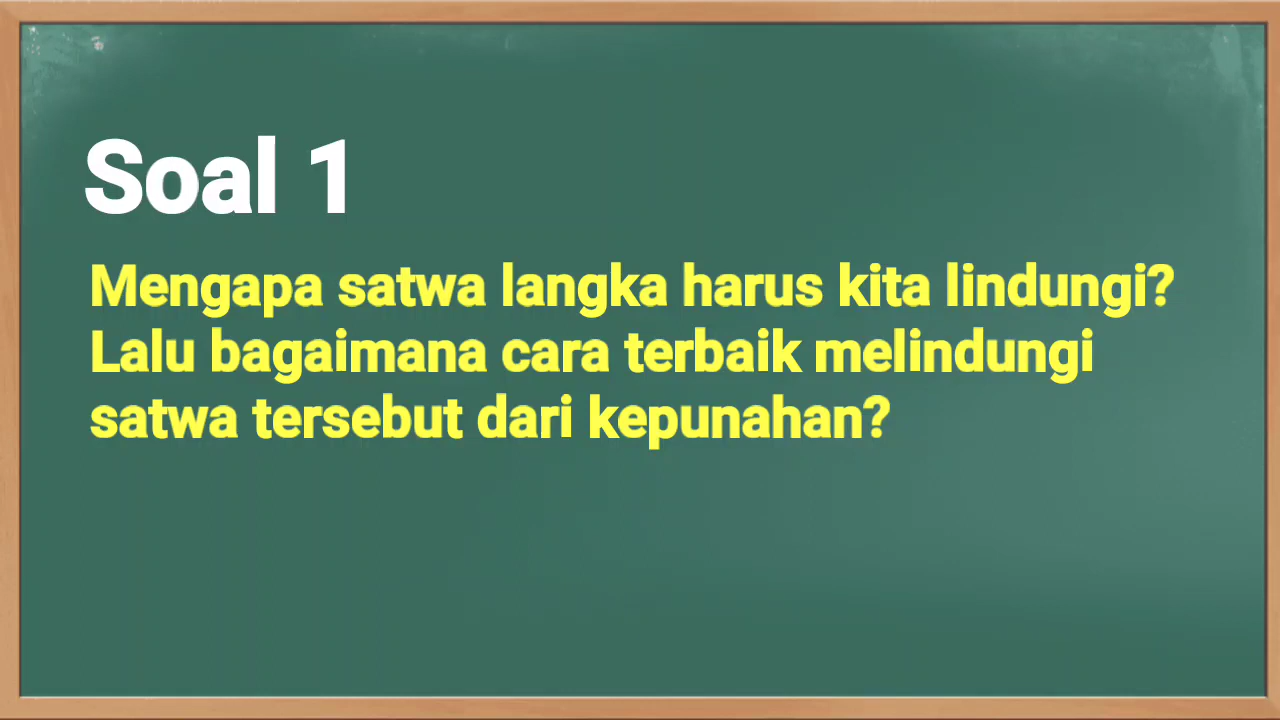 Soal 1
Mengapa satwa langka harus kita lindungi?
Lalu bagaimana cara terbaik melindungi
satwa tersebut dari kepunahan?